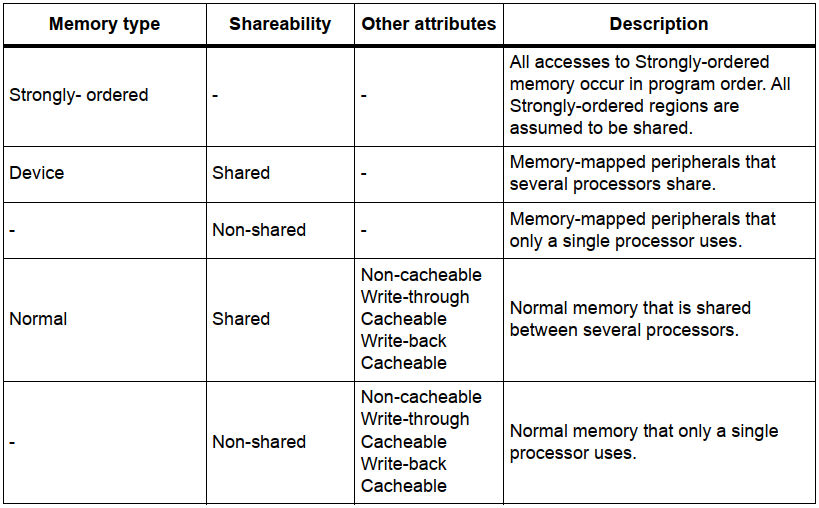 Memory type Shareability Other attributes Description
Strongly- ordered - - All accesses to Strongly-ordered
memory occur in program order. All
Strongly-ordered regions are
assumed to be shared.
Device Shared - Memory-mapped peripherals that
several processors share.
- Non-shared - Memory-mapped peripherals that
only a single processor uses.
Normal Shared Non-cacheable
Write-through
Cacheable
Write-back
Cacheable
Normal memory that is shared
between several processors.
- Non-shared Non-cacheable
Write-through
Cacheable
Write-back
Cacheable
Normal memory that only a single
processor uses.